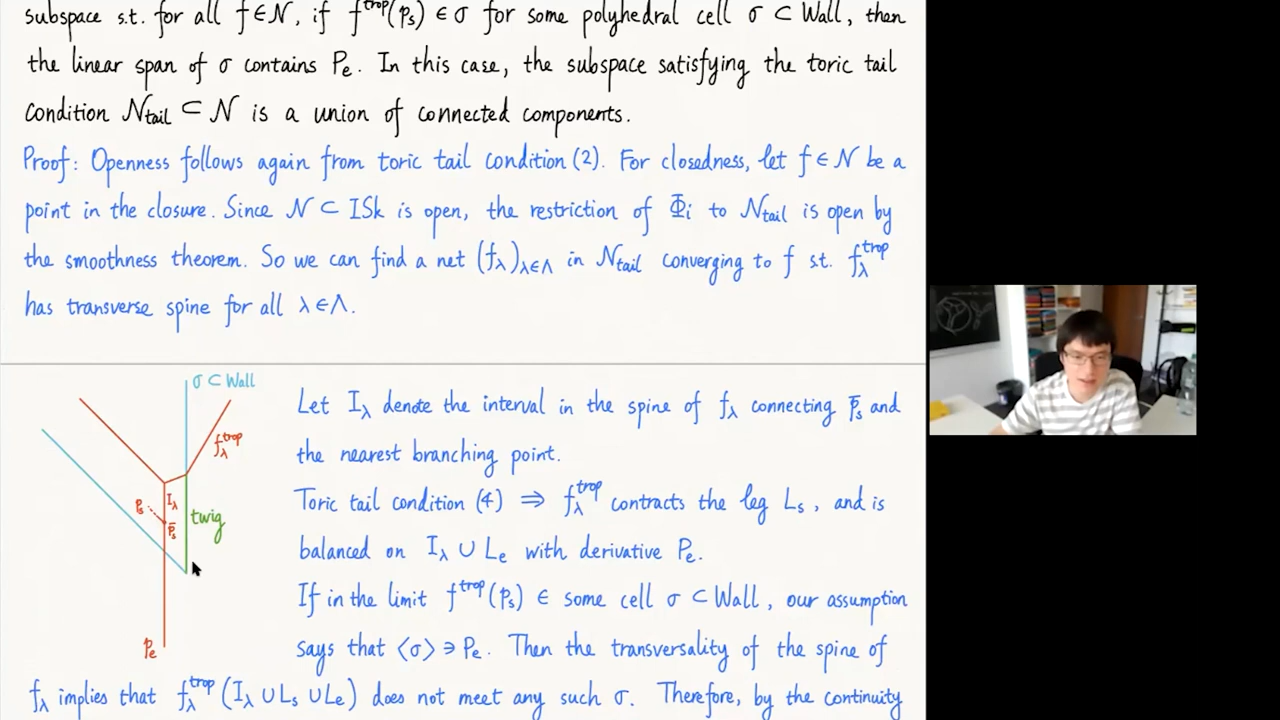 subspace s.t. for all f∈N, if f^trop(p_s) ∈ σ for some polyhedral cell σ ⊂ Wall, then
the linear span of σ contains P_e. In this case, the subspace satisfying the toric tail
condition N_tail ⊂ N is a union of connected components.
Proof: Openness follows again from toric tail condition (2). For closedness, let f∈N be a
point in the closure. Since N ⊂ ISk is open, the restriction of Φ_i to N_tail is open by
the smoothness theorem. So we can find a net (f_λ)_λ∈Λ in N_tail converging to f s.t. f_λ^trop
has transverse spine for all λ∈Λ.
σ ⊂ Wall
f_λ^trop
I_λ
p_s
p̄_s
twig
P_e
Let I_λ denote the interval in the spine of f_λ connecting p̄_s and
the nearest branching point.
Toric tail condition (4) ⇒ f_λ^trop contracts the leg L_s, and is
balanced on I_λ ∪ L_e with derivative P_e.
If in the limit f^trop(p_s) ∈ some cell σ ⊂ Wall, our assumption
says that ⟨σ⟩ ∋ P_e. Then the transversality of the spine of
f_λ implies that f_λ^trop(I_λ ∪ L_s ∪ L_e) does not meet any such σ. Therefore, by the continuity